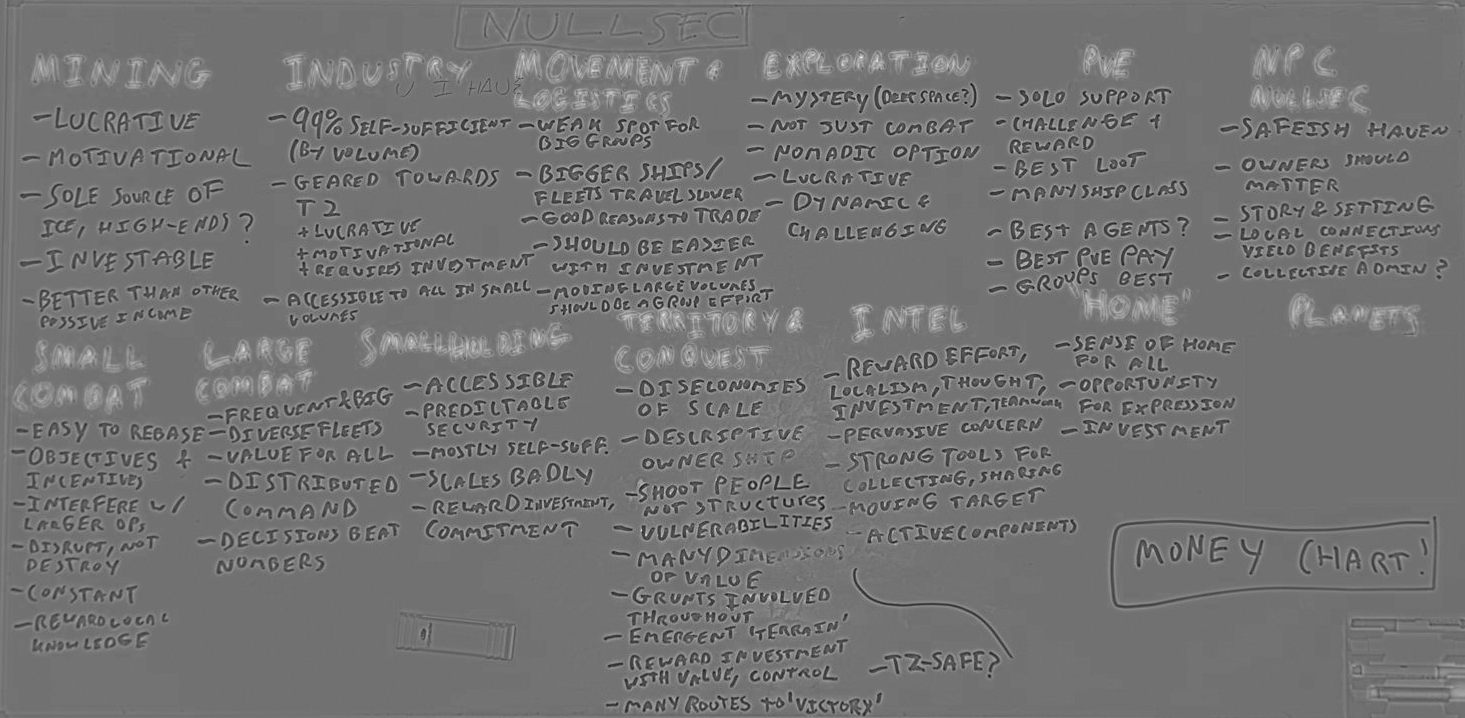 NULLSEC
MINING
- LUCRATIVE
- MOTIVATIONAL
- SOLE SOURCE OF
ICE, HIGH-ENDS?
- INVESTABLE
- BETTER THAN OTHER
PASSIVE INCOME
INDUSTRY
U I HAVE
- 99% SELF-SUFFICIENT
(BY VOLUME)
- GEARED TOWARDS
T2
+ LUCRATIVE
+ MOTIVATIONAL
+ REQUIRES INVESTMENT
- ACCESSIBLE TO ALL IN SMALL
VOLUMES
MOVEMENT &
LOGISTICS
- WEAK SPOT FOR
BIG GROUPS
- BIGGER SHIPS/
FLEETS TRAVEL SLOWER
- GOOD REASONS TO TRADE
- SHOULD BE EASIER
WITH INVESTMENT
- MOVING LARGE VOLUMES
SHOULD BE A GROUP EFFORT
EXPLORATION
- MYSTERY (DEEP SPACE?)
- NOT JUST COMBAT
- NOMADIC OPTION
- LUCRATIVE
- DYNAMIC &
CHALLENGING
PVE
- SOLO SUPPORT
- CHALLENGE +
REWARD
- BEST LOOT
- MANY SHIP CLASS
- BEST AGENTS?
- BEST PVE PAY
- GROUPS BEST
NPC
NULLSEC
- SAFEISH HAVEN
- OWNERS SHOULD
MATTER
- STORY & SETTING
- LOCAL CONNECTIONS
YIELD BENEFITS
- COLLECTIVE ADMIN?
SMALL
COMBAT
- EASY TO REBASE
- OBJECTIVES +
INCENTIVES
- INTERFERE W/
LARGER OPS
- DISRUPT, NOT
DESTROY
- CONSTANT
- REWARD LOCAL
KNOWLEDGE
LARGE
COMBAT
- FREQUENT & BIG
- DIVERSE FLEETS
- VALUE FOR ALL
- DISTRIBUTED
COMMAND
- DECISIONS BEAT
NUMBERS
SMALLHOLDING
- ACCESSIBLE
- PREDICTABLE
SECURITY
- MOSTLY SELF-SUFF.
- SCALES BADLY
- REWARD INVESTMENT,
COMMITMENT
TERRITORY &
CONQUEST
- DISECONOMIES
OF SCALE
- DESCRIPTIVE
OWNERSHIP
- SHOOT PEOPLE
NOT STRUCTURES
- VULNERABILITIES
- MANY DIMENSIONS
OF VALUE
- GRUNTS INVOLVED
THROUGHOUT
- EMERGENT 'TERRAIN'
- REWARD INVESTMENT
WITH VALUE, CONTROL
- MANY ROUTES TO 'VICTORY'
INTEL
- REWARD EFFORT,
LOCALISM, THOUGHT,
INVESTMENT, TEAMWORK
- PERVASIVE CONCERN
- STRONG TOOLS FOR
COLLECTING, SHARING
- MOVING TARGET
- ACTIVE COMPONENTS
- TZ-SAFE?
"HOME"
- SENSE OF HOME
FOR ALL
- OPPORTUNITY
FOR EXPRESSION
- INVESTMENT
PLANETS
MONEY CHART!